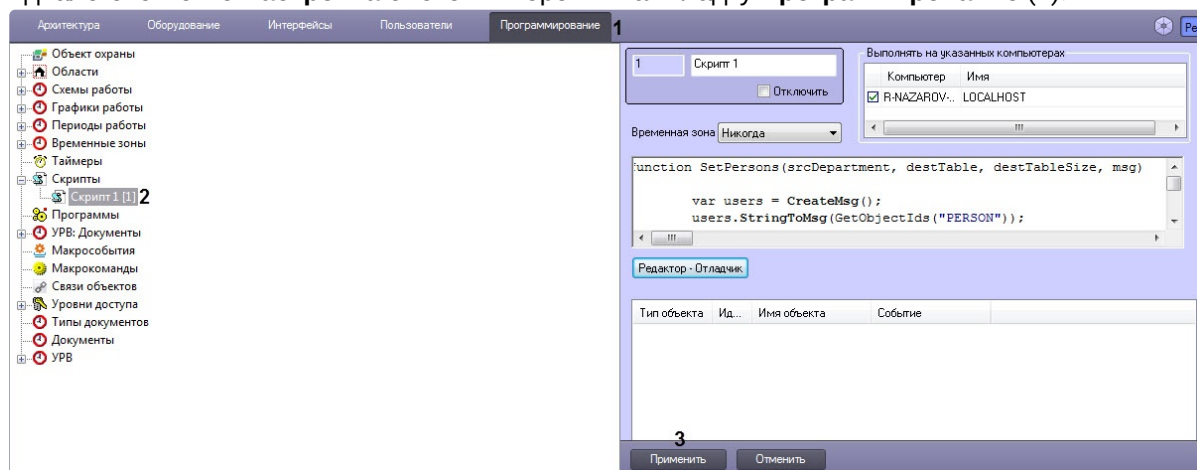 Архитектура Оборудование Интерфейсы Пользователи Программирование 1
Объект охраны
Области
Схемы работы
Графики работы
Периоды работы
Временные зоны
Таймеры
Скрипты
Скрипт 1 [1] 2
Программы
УРВ: Документы
Макрособытия
Макрокоманды
Связи объектов
Уровни доступа
Типы документов
Документы
УРВ
1 Скрипт 1
Отключить
Выполнять на указанных компьютерах
Компьютер Имя
R-NAZAROV-.. LOCALHOST
Временная зона Никогда
function SetPersons(srcDepartment, destTable, destTableSize, msg)
var users = CreateMsg();
users.StringToMsg(GetObjectIds("PERSON"));
Редактор - Отладчик
Тип объекта Ид... Имя объекта Событие
3
Применить Отменить